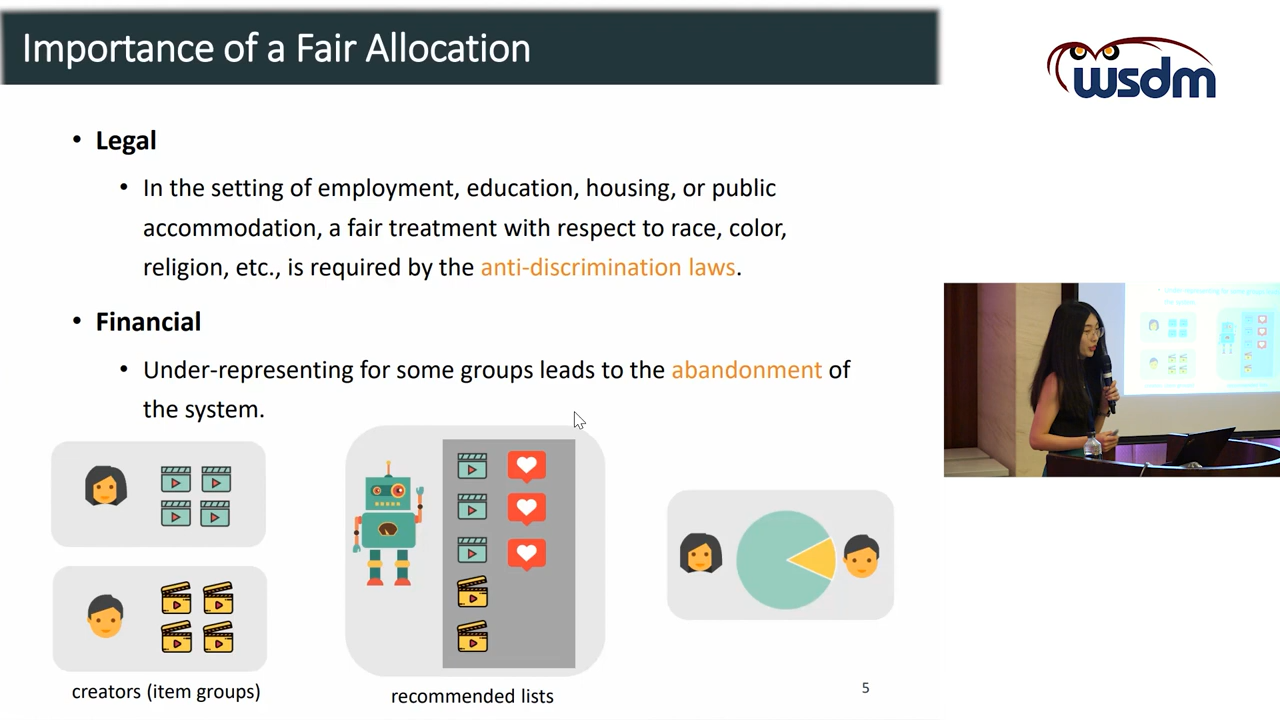 Importance of a Fair Allocation
wsdm
• Legal
• In the setting of employment, education, housing, or public
accommodation, a fair treatment with respect to race, color,
religion, etc., is required by the anti-discrimination laws.
• Financial
• Under-representing for some groups leads to the abandonment of
the system.
creators (item groups)
recommended lists
5